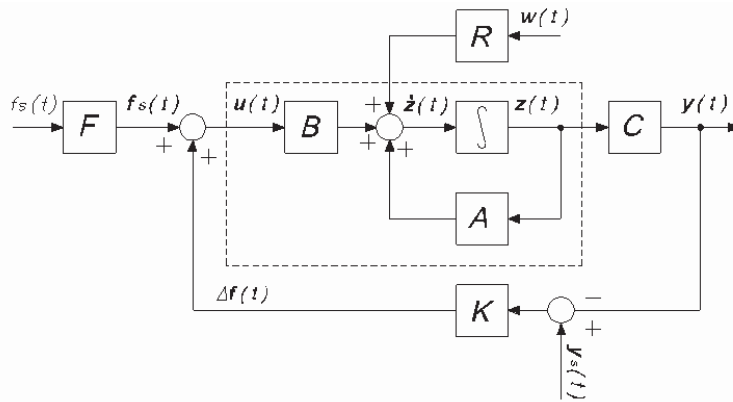 w(t)
R
fs(t)
F
fs(t)
+
+
u(t)
B
+
+
+
ż(t)
∫
z(t)
C
y(t)
A
Δf(t)
K
−
+
ys(t)